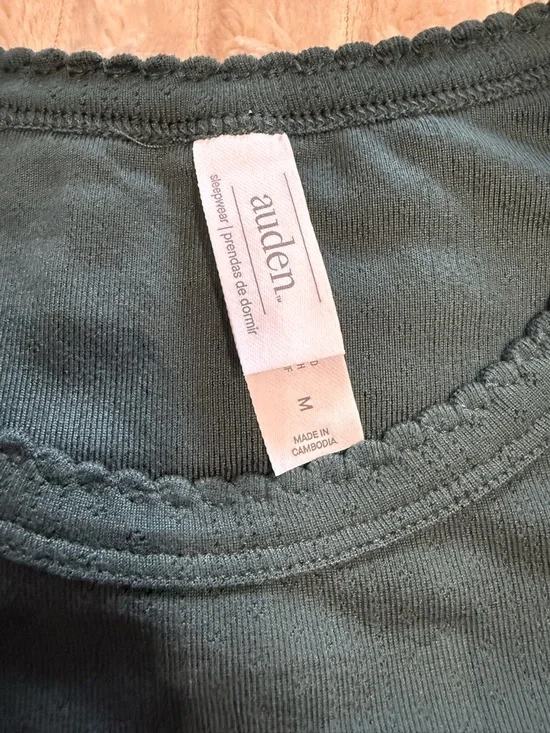 auden™
sleepwear | prendas de dormir
M
MADE IN
CAMBODIA